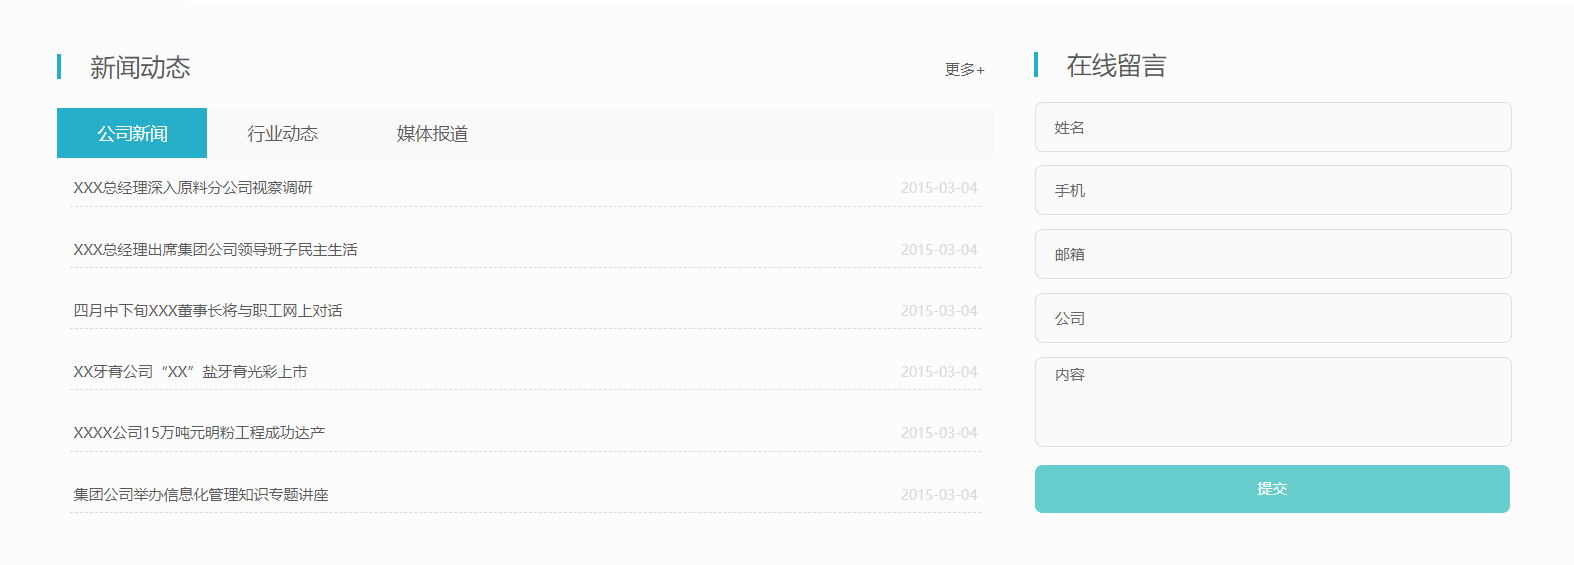 新闻动态
更多+
公司新闻 行业动态 媒体报道
XXX总经理深入原料分公司视察调研 2015-03-04
XXX总经理出席集团公司领导班子民主生活 2015-03-04
四月中下旬XXX董事长将与职工网上对话 2015-03-04
XX牙膏公司“XX”盐牙膏光彩上市 2015-03-04
XXXX公司15万吨元明粉工程成功达产 2015-03-04
集团公司举办信息化管理知识专题讲座 2015-03-04
在线留言
姓名
手机
邮箱
公司
内容
提交